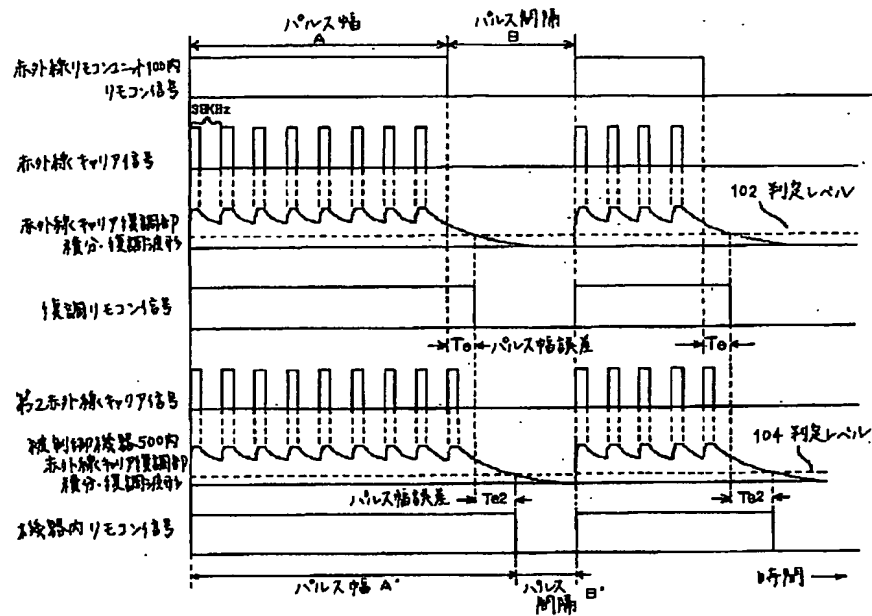 パルス幅
A
パルス間隔
B
赤外線リモコンユニット100内
リモコン信号
38KHz
赤外線キャリア信号
102 判定レベル
赤外線キャリア復調部
積分・復調波形
復調リモコン信号
Te
パルス幅誤差
Te
第2赤外線キャリア信号
被制御機器500内
赤外線キャリア復調部
積分・復調波形
104 判定レベル
パルス幅誤差
Te2
Te2
機器内リモコン信号
パルス幅 A'
パルス
間隔 B'
時間